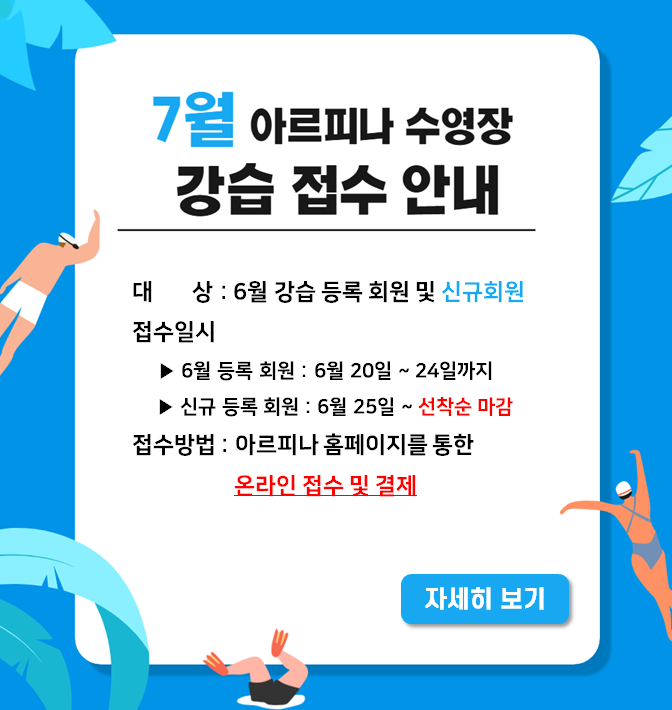 7월 아르피나 수영장
강습 접수 안내
대 상 : 6월 강습 등록 회원 및 신규회원
접수일시
▶ 6월 등록 회원 : 6월 20일 ~ 24일까지
▶ 신규 등록 회원 : 6월 25일 ~ 선착순 마감
접수방법 : 아르피나 홈페이지를 통한
온라인 접수 및 결제
자세히 보기